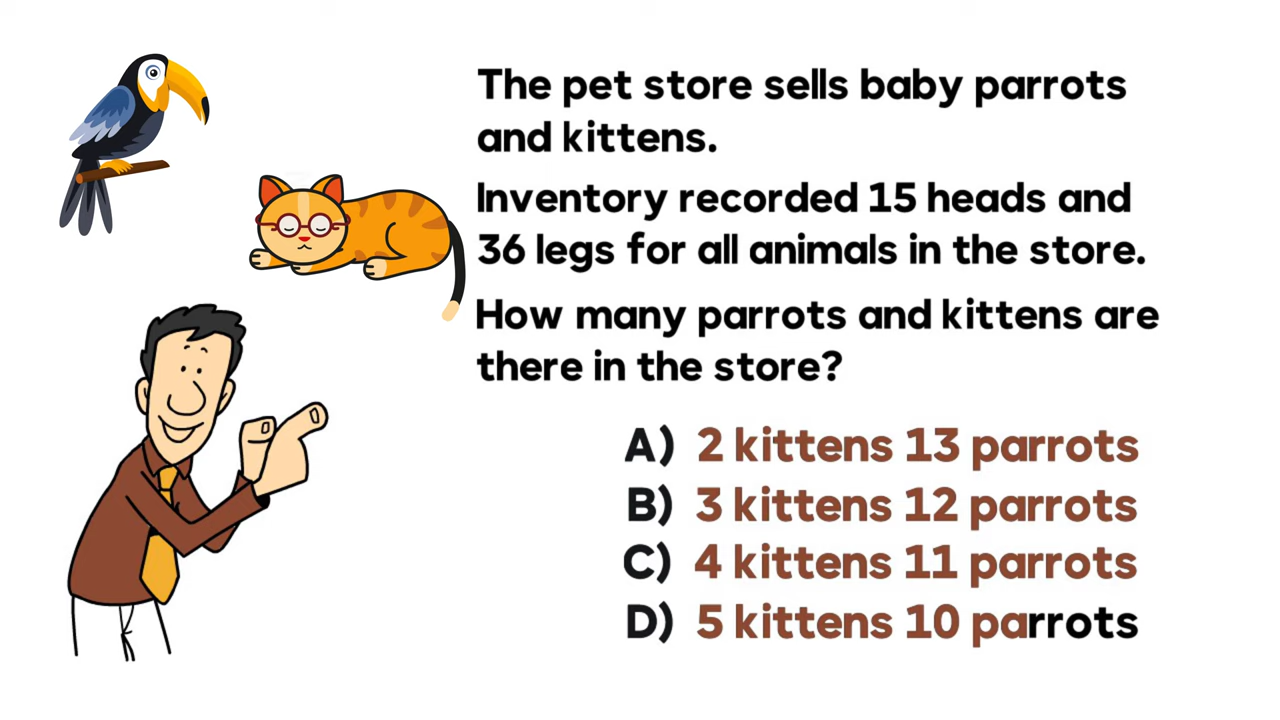 The pet store sells baby parrots
and kittens.
Inventory recorded 15 heads and
36 legs for all animals in the store.
How many parrots and kittens are
there in the store?
A) 2 kittens 13 parrots
B) 3 kittens 12 parrots
C) 4 kittens 11 parrots
D) 5 kittens 10 parrots